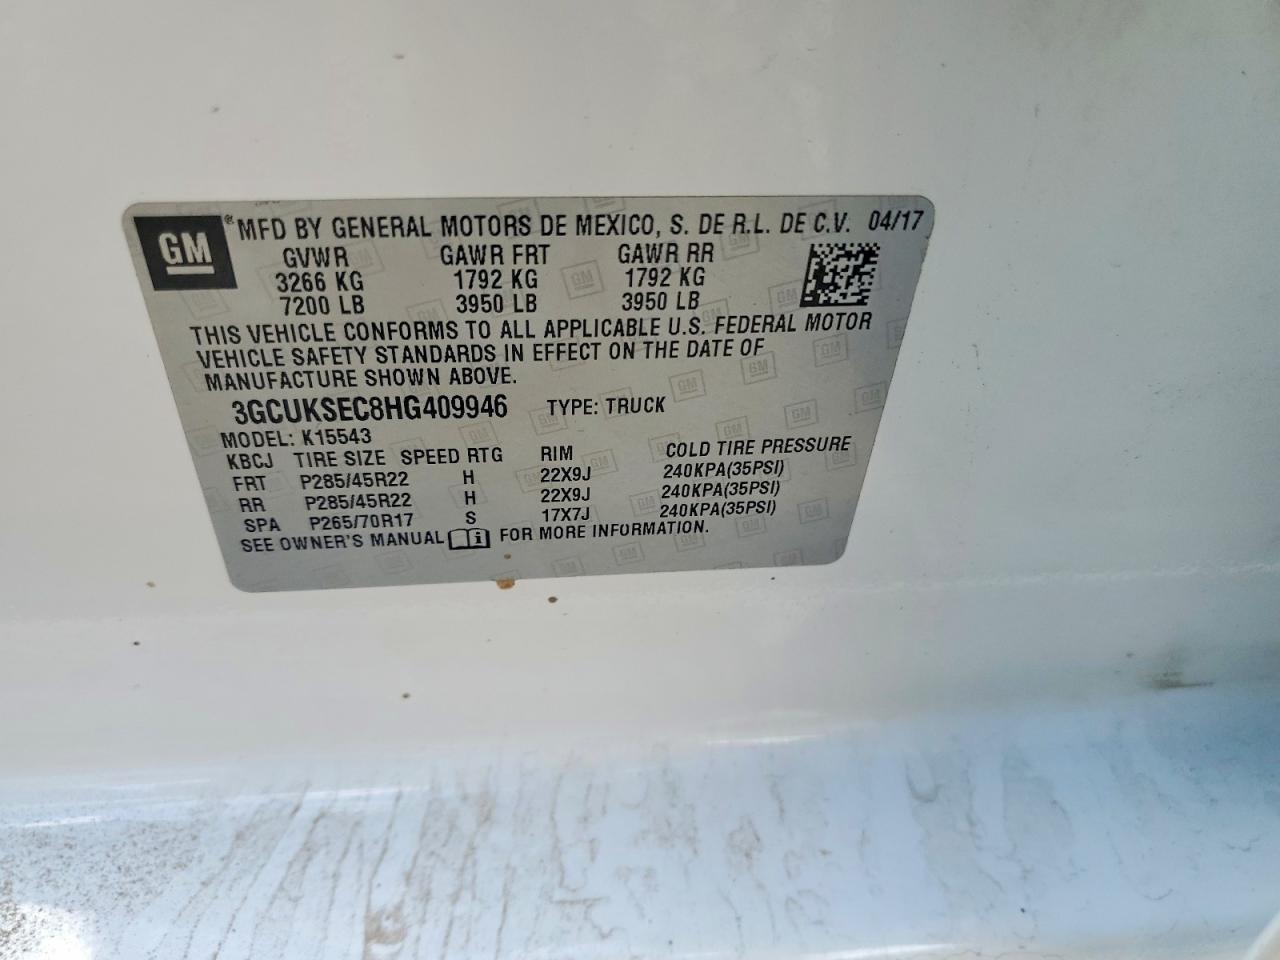 GM ® MFD BY GENERAL MOTORS DE MEXICO, S. DE R.L. DE C.V. 04/17
GVWR GAWR FRT GAWR RR
3266 KG 1792 KG 1792 KG
7200 LB 3950 LB 3950 LB
THIS VEHICLE CONFORMS TO ALL APPLICABLE U.S. FEDERAL MOTOR
VEHICLE SAFETY STANDARDS IN EFFECT ON THE DATE OF
MANUFACTURE SHOWN ABOVE.
3GCUKSEC8HG409946 TYPE: TRUCK
MODEL: K15543
KBCJ TIRE SIZE SPEED RTG RIM COLD TIRE PRESSURE
FRT P285/45R22 H 22X9J 240KPA(35PSI)
RR P285/45R22 H 22X9J 240KPA(35PSI)
SPA P265/70R17 S 17X7J 240KPA(35PSI)
SEE OWNER'S MANUAL i FOR MORE INFORMATION.